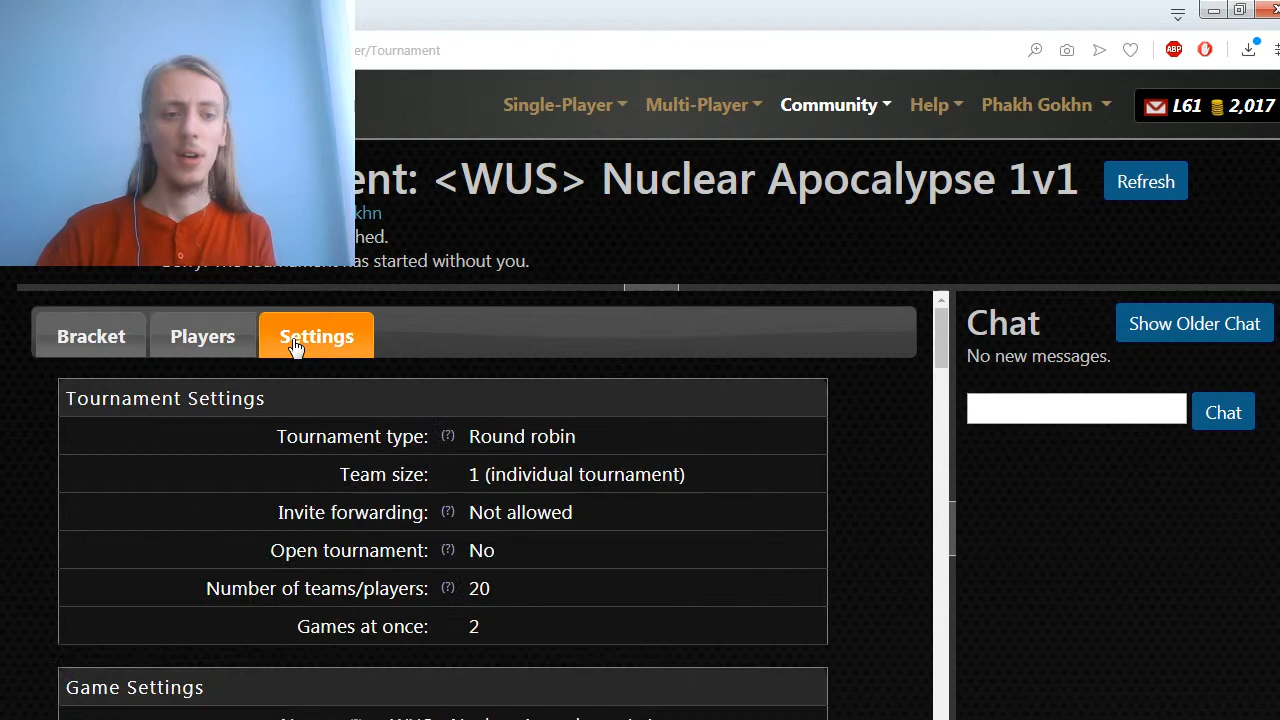 er/Tournament
ABP
Single-Player Multi-Player Community Help Phakh Gokhn L61 2,017
ent: <WUS> Nuclear Apocalypse 1v1 Refresh
khn
hed.
has started without you.
Bracket Players Settings
Chat Show Older Chat
No new messages.
Chat
Tournament Settings
Tournament type: (?) Round robin
Team size: 1 (individual tournament)
Invite forwarding: (?) Not allowed
Open tournament: (?) No
Number of teams/players: (?) 20
Games at once: 2
Game Settings